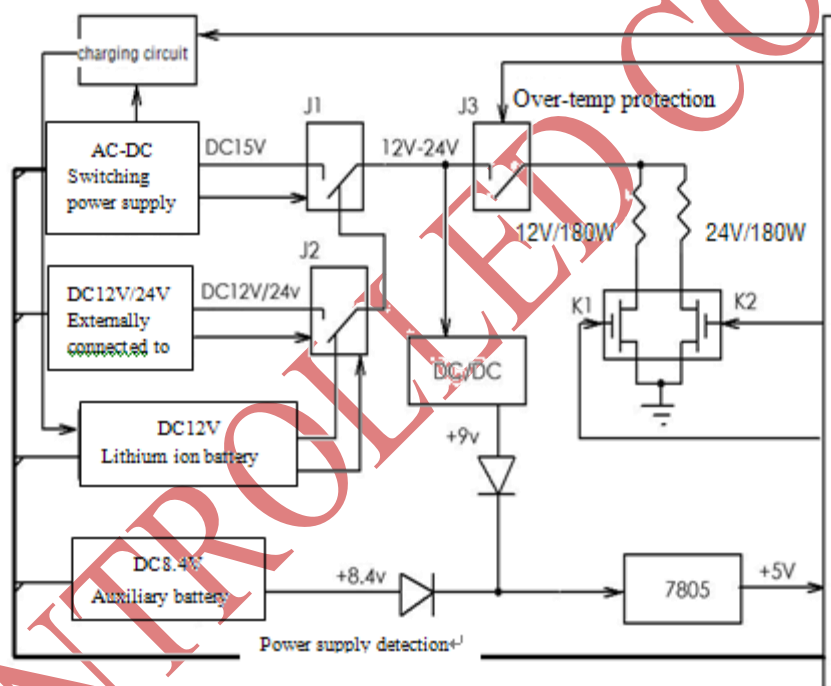 charging circuit
J1
J3
Over-temp protection
AC-DC
Switching
power supply
DC15V
12V-24V
12V/180W
24V/180W
J2
DC12V/24V
Externally
connected to
DC12V/24v
K1
K2
DC/DC
DC12V
Lithium ion battery
+9v
DC8.4V
Auxiliary battery
+8.4v
7805
+5V
Power supply detection↵
NTROLLED CO